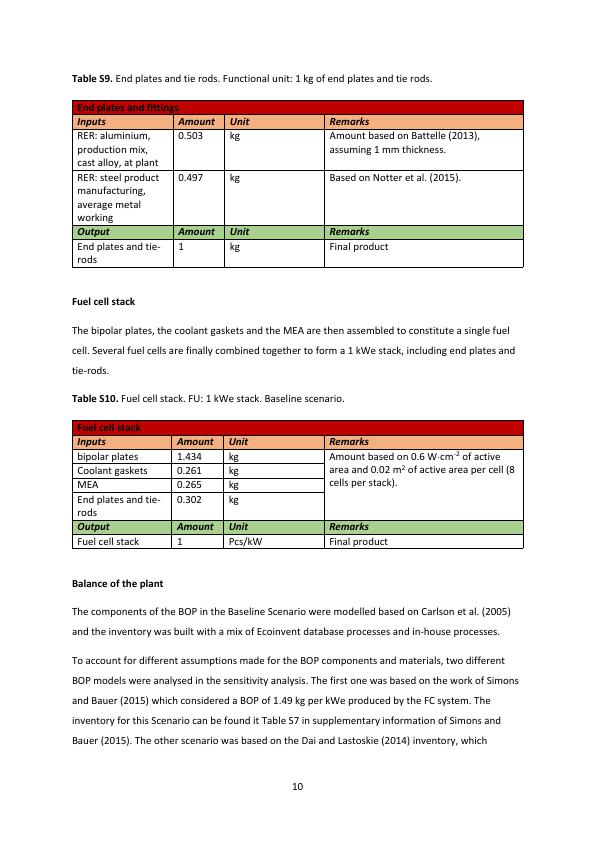 Table S9. End plates and tie rods. Functional unit: 1 kg of end plates and tie rods.
End plates and fittings
Inputs Amount Unit Remarks
RER: aluminium, production mix, cast alloy, at plant 0.503 kg Amount based on Battelle (2013), assuming 1 mm thickness.
RER: steel product manufacturing, average metal working 0.497 kg Based on Notter et al. (2015).
Output Amount Unit Remarks
End plates and tie-rods 1 kg Final product
Fuel cell stack
The bipolar plates, the coolant gaskets and the MEA are then assembled to constitute a single fuel
cell. Several fuel cells are finally combined together to form a 1 kWe stack, including end plates and
tie-rods.
Table S10. Fuel cell stack. FU: 1 kWe stack. Baseline scenario.
Fuel cell stack
Inputs Amount Unit Remarks
bipolar plates 1.434 kg Amount based on 0.6 W·cm-2 of active area and 0.02 m2 of active area per cell (8 cells per stack).
Coolant gaskets 0.261 kg
MEA 0.265 kg
End plates and tie-rods 0.302 kg
Output Amount Unit Remarks
Fuel cell stack 1 Pcs/kW Final product
Balance of the plant
The components of the BOP in the Baseline Scenario were modelled based on Carlson et al. (2005)
and the inventory was built with a mix of Ecoinvent database processes and in-house processes.
To account for different assumptions made for the BOP components and materials, two different
BOP models were analysed in the sensitivity analysis. The first one was based on the work of Simons
and Bauer (2015) which considered a BOP of 1.49 kg per kWe produced by the FC system. The
inventory for this Scenario can be found it Table S7 in supplementary information of Simons and
Bauer (2015). The other scenario was based on the Dai and Lastoskie (2014) inventory, which
10